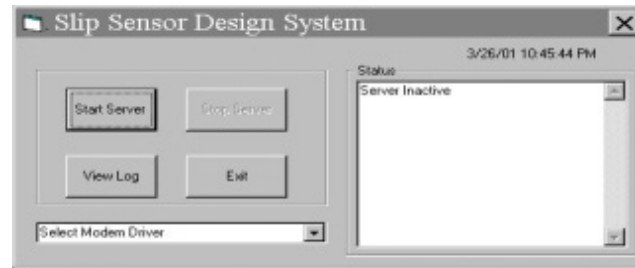 Slip Sensor Design System
3/26/01 10:45:44 PM
Status
Server Inactive
Start Server
Stop Server
View Log
Exit
Select Modem Driver